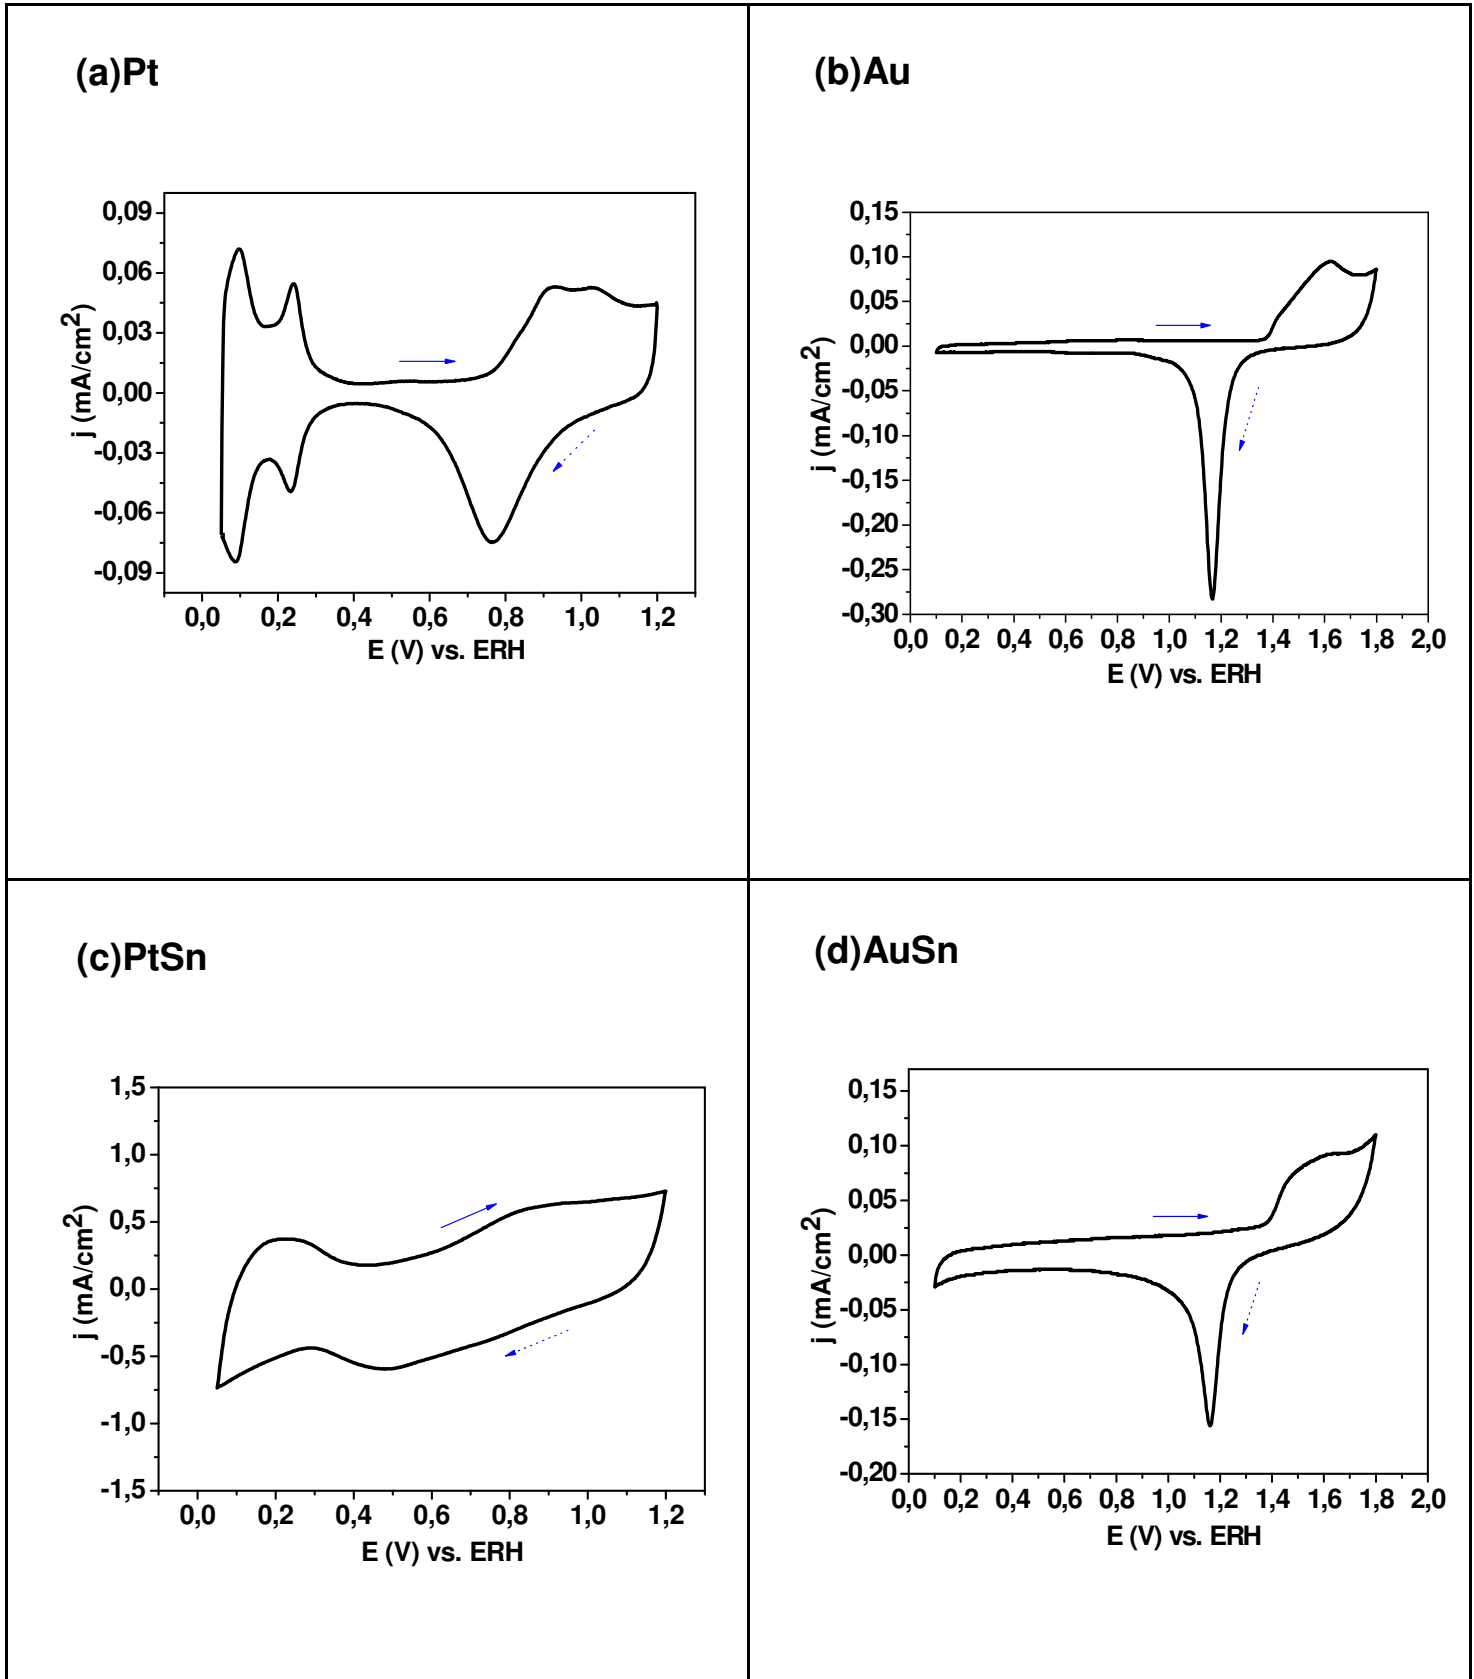 (a)Pt
0,09
0,06
0,03
0,00
-0,03
-0,06
-0,09
j (mA/cm2)
0,0 0,2 0,4 0,6 0,8 1,0 1,2
E (V) vs. ERH
(b)Au
0,15
0,10
0,05
0,00
-0,05
-0,10
-0,15
-0,20
-0,25
-0,30
j (mA/cm2)
0,0 0,2 0,4 0,6 0,8 1,0 1,2 1,4 1,6 1,8 2,0
E (V) vs. ERH
(c)PtSn
1,5
1,0
0,5
0,0
-0,5
-1,0
-1,5
j (mA/cm2)
0,0 0,2 0,4 0,6 0,8 1,0 1,2
E (V) vs. ERH
(d)AuSn
0,15
0,10
0,05
0,00
-0,05
-0,10
-0,15
-0,20
j (mA/cm2)
0,0 0,2 0,4 0,6 0,8 1,0 1,2 1,4 1,6 1,8 2,0
E (V) vs. ERH